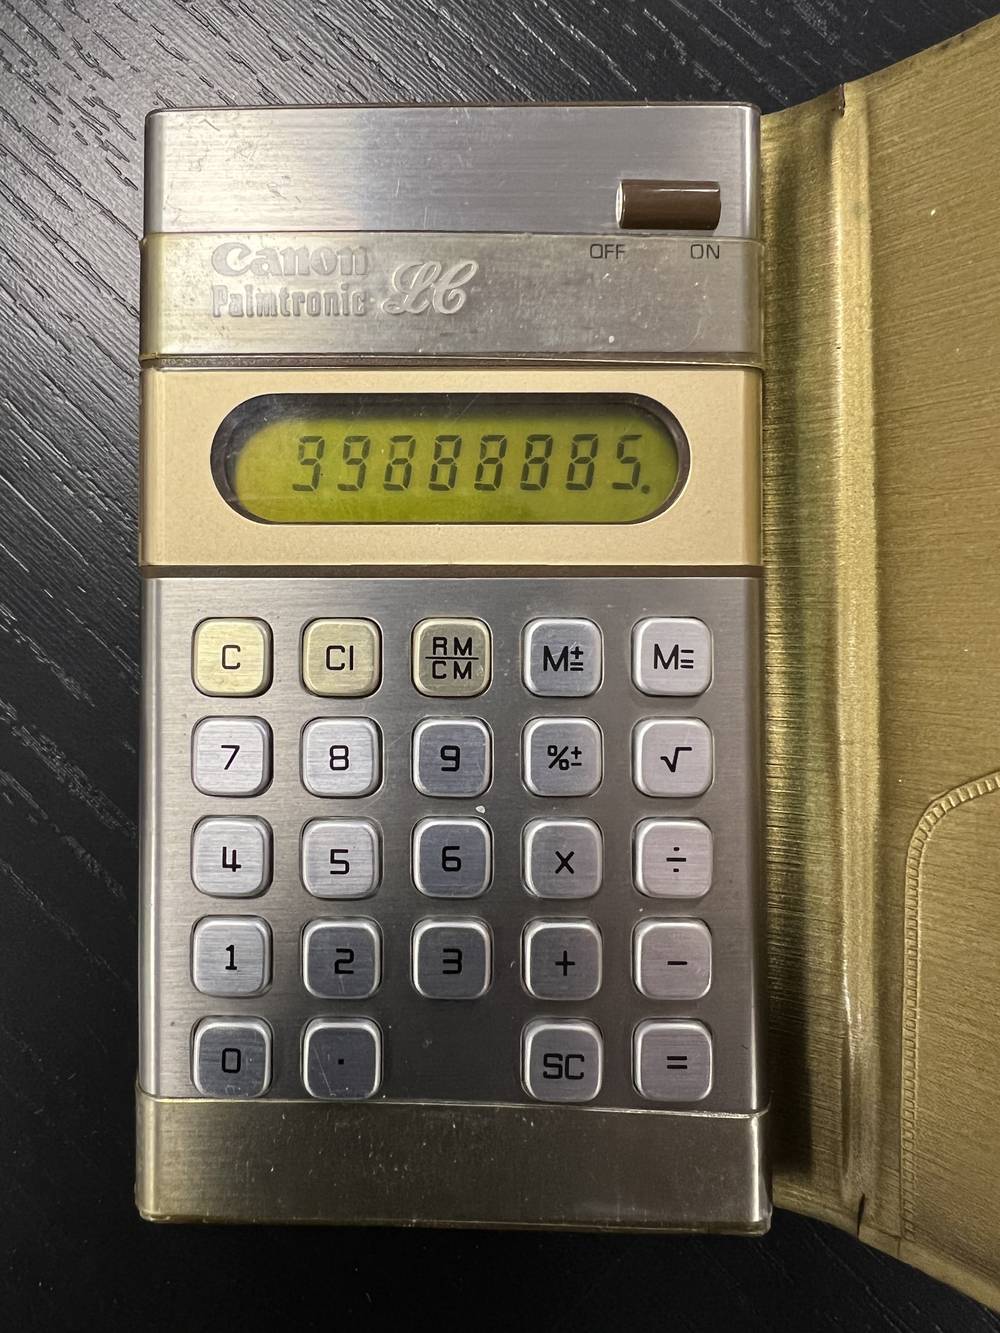 OFF ON
Canon
Palmtronic LC
99888885.
C CI RM/CM M± M=
7 8 9 %± √
4 5 6 x ÷
1 2 3 + −
0 · SC =